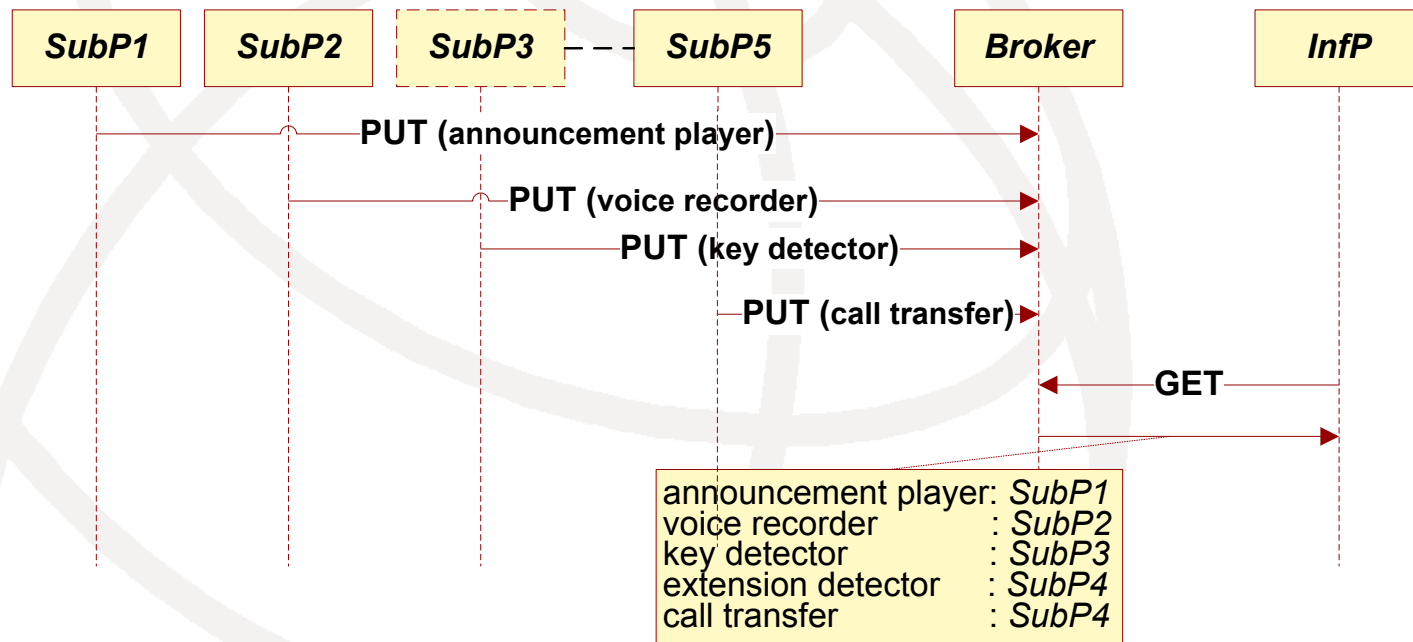 SubP1 SubP2 SubP3 SubP5 Broker InfP
PUT (announcement player)
PUT (voice recorder)
PUT (key detector)
PUT (call transfer)
GET
announcement player: SubP1
voice recorder : SubP2
key detector : SubP3
extension detector : SubP4
call transfer : SubP4